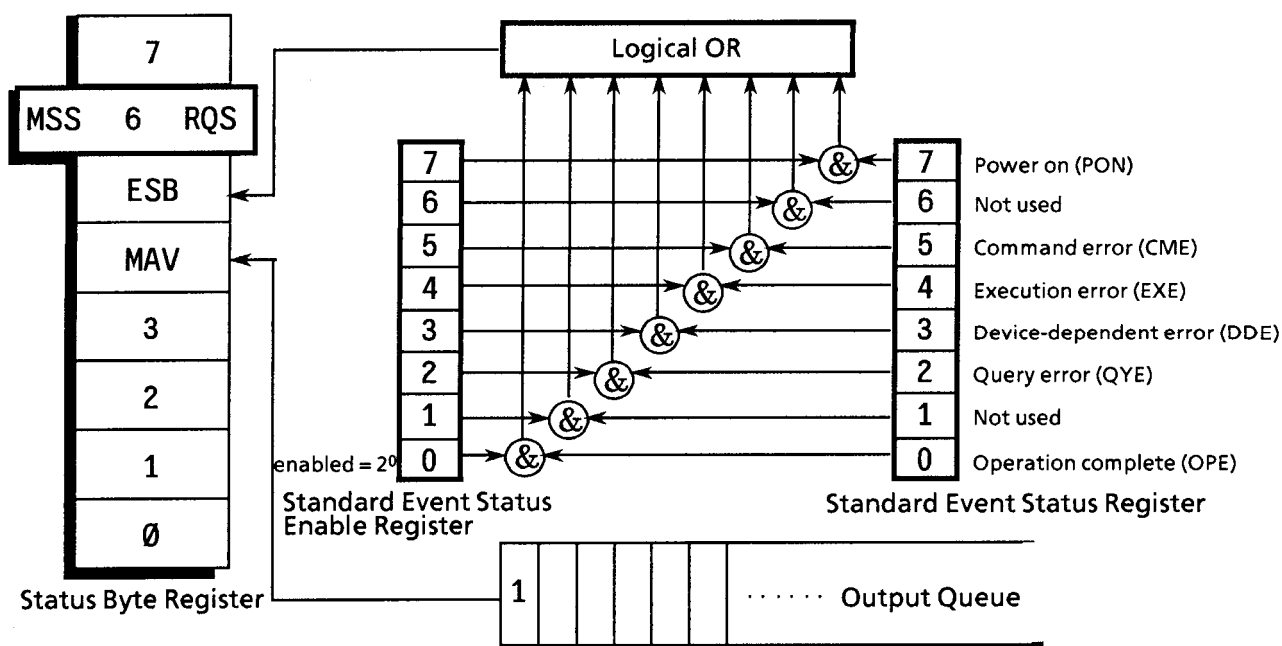 7
MSS 6 RQS
ESB
MAV
3
2
1
Ø
Status Byte Register
Logical OR
7
6
5
4
3
2
1
0
enabled = 2⁰
Standard Event Status
Enable Register
&
&
&
&
&
&
&
&
7 Power on (PON)
6 Not used
5 Command error (CME)
4 Execution error (EXE)
3 Device-dependent error (DDE)
2 Query error (QYE)
1 Not used
0 Operation complete (OPE)
Standard Event Status Register
1 ······ Output Queue